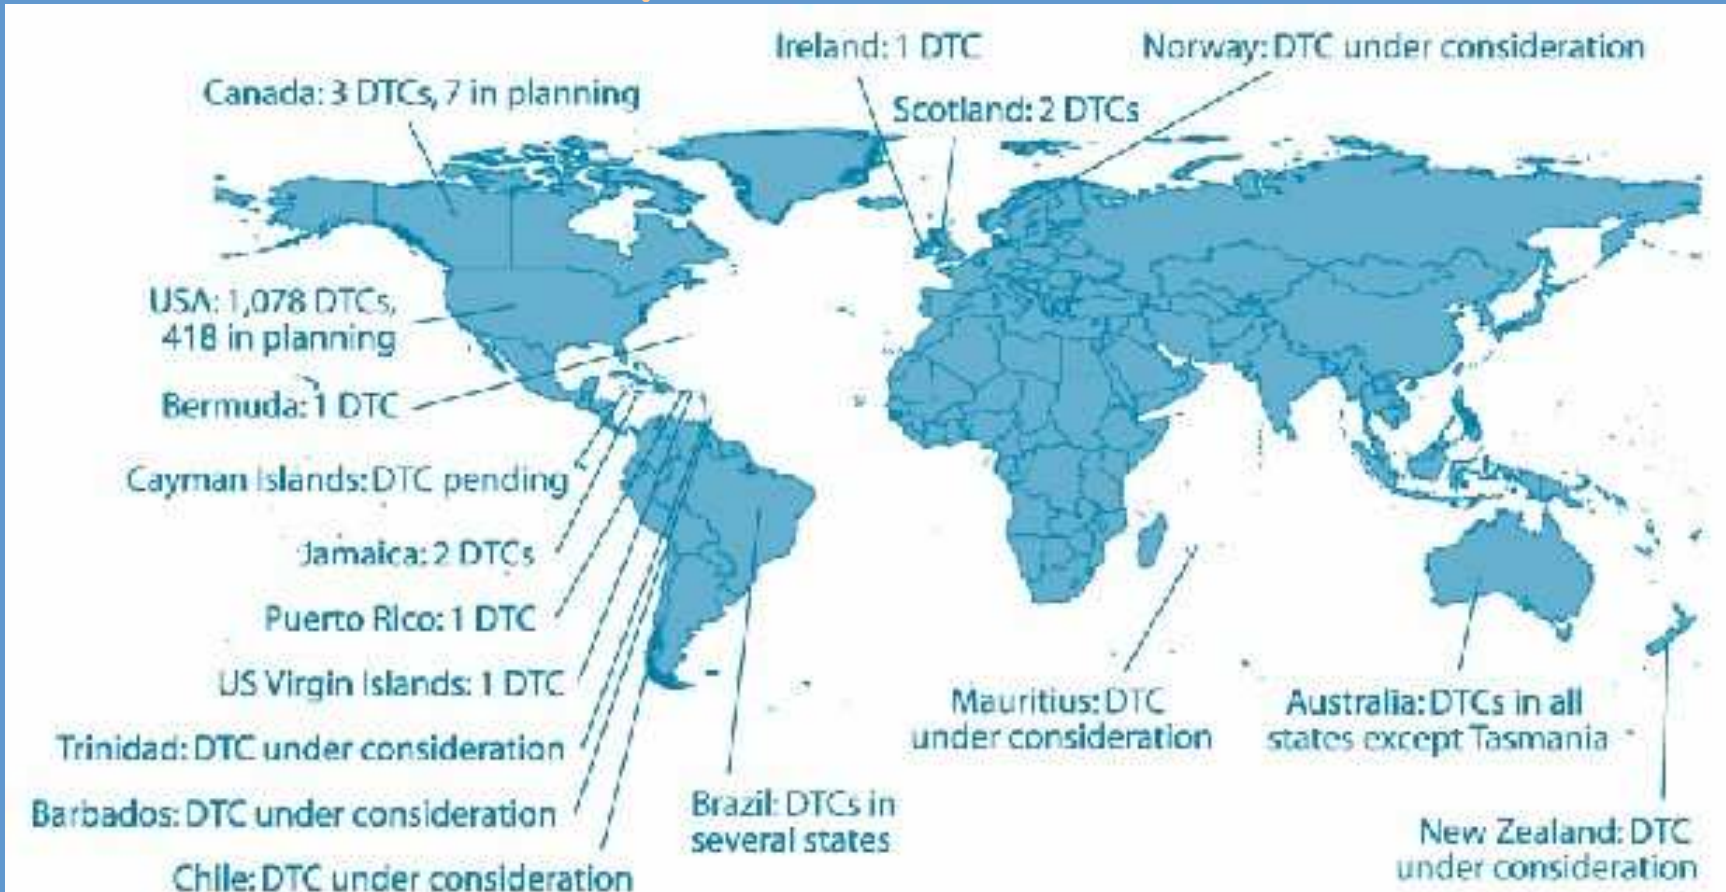 Ireland: 1 DTC
Norway: DTC under consideration
Canada: 3 DTCs, 7 in planning
Scotland: 2 DTCs
USA: 1,078 DTCs,
418 in planning
Bermuda: 1 DTC
Cayman Islands: DTC pending
Jamaica: 2 DTCs
Puerto Rico: 1 DTC
US Virgin Islands: 1 DTC
Trinidad: DTC under consideration
Barbados: DTC under consideration
Chile: DTC under consideration
Brazil: DTCs in
several states
Mauritius: DTC
under consideration
Australia: DTCs in all
states except Tasmania
New Zealand: DTC
under consideration